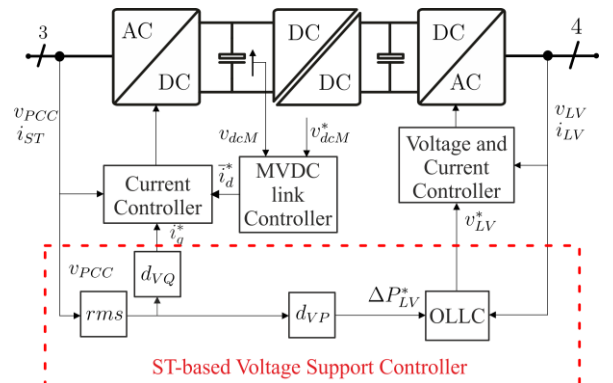 3
AC
DC
DC
DC
DC
AC
4
v_{PCC}
i_{ST}
v_{dcM}
v^*_{dcM}
v_{LV}
i_{LV}
Current
Controller
\overline{i}^*_d
MVDC
link
Controller
Voltage and
Current
Controller
i^*_q
v^*_{LV}
v_{PCC}
d_{VQ}
rms
d_{VP}
ΔP^*_{LV}
OLLC
ST-based Voltage Support Controller